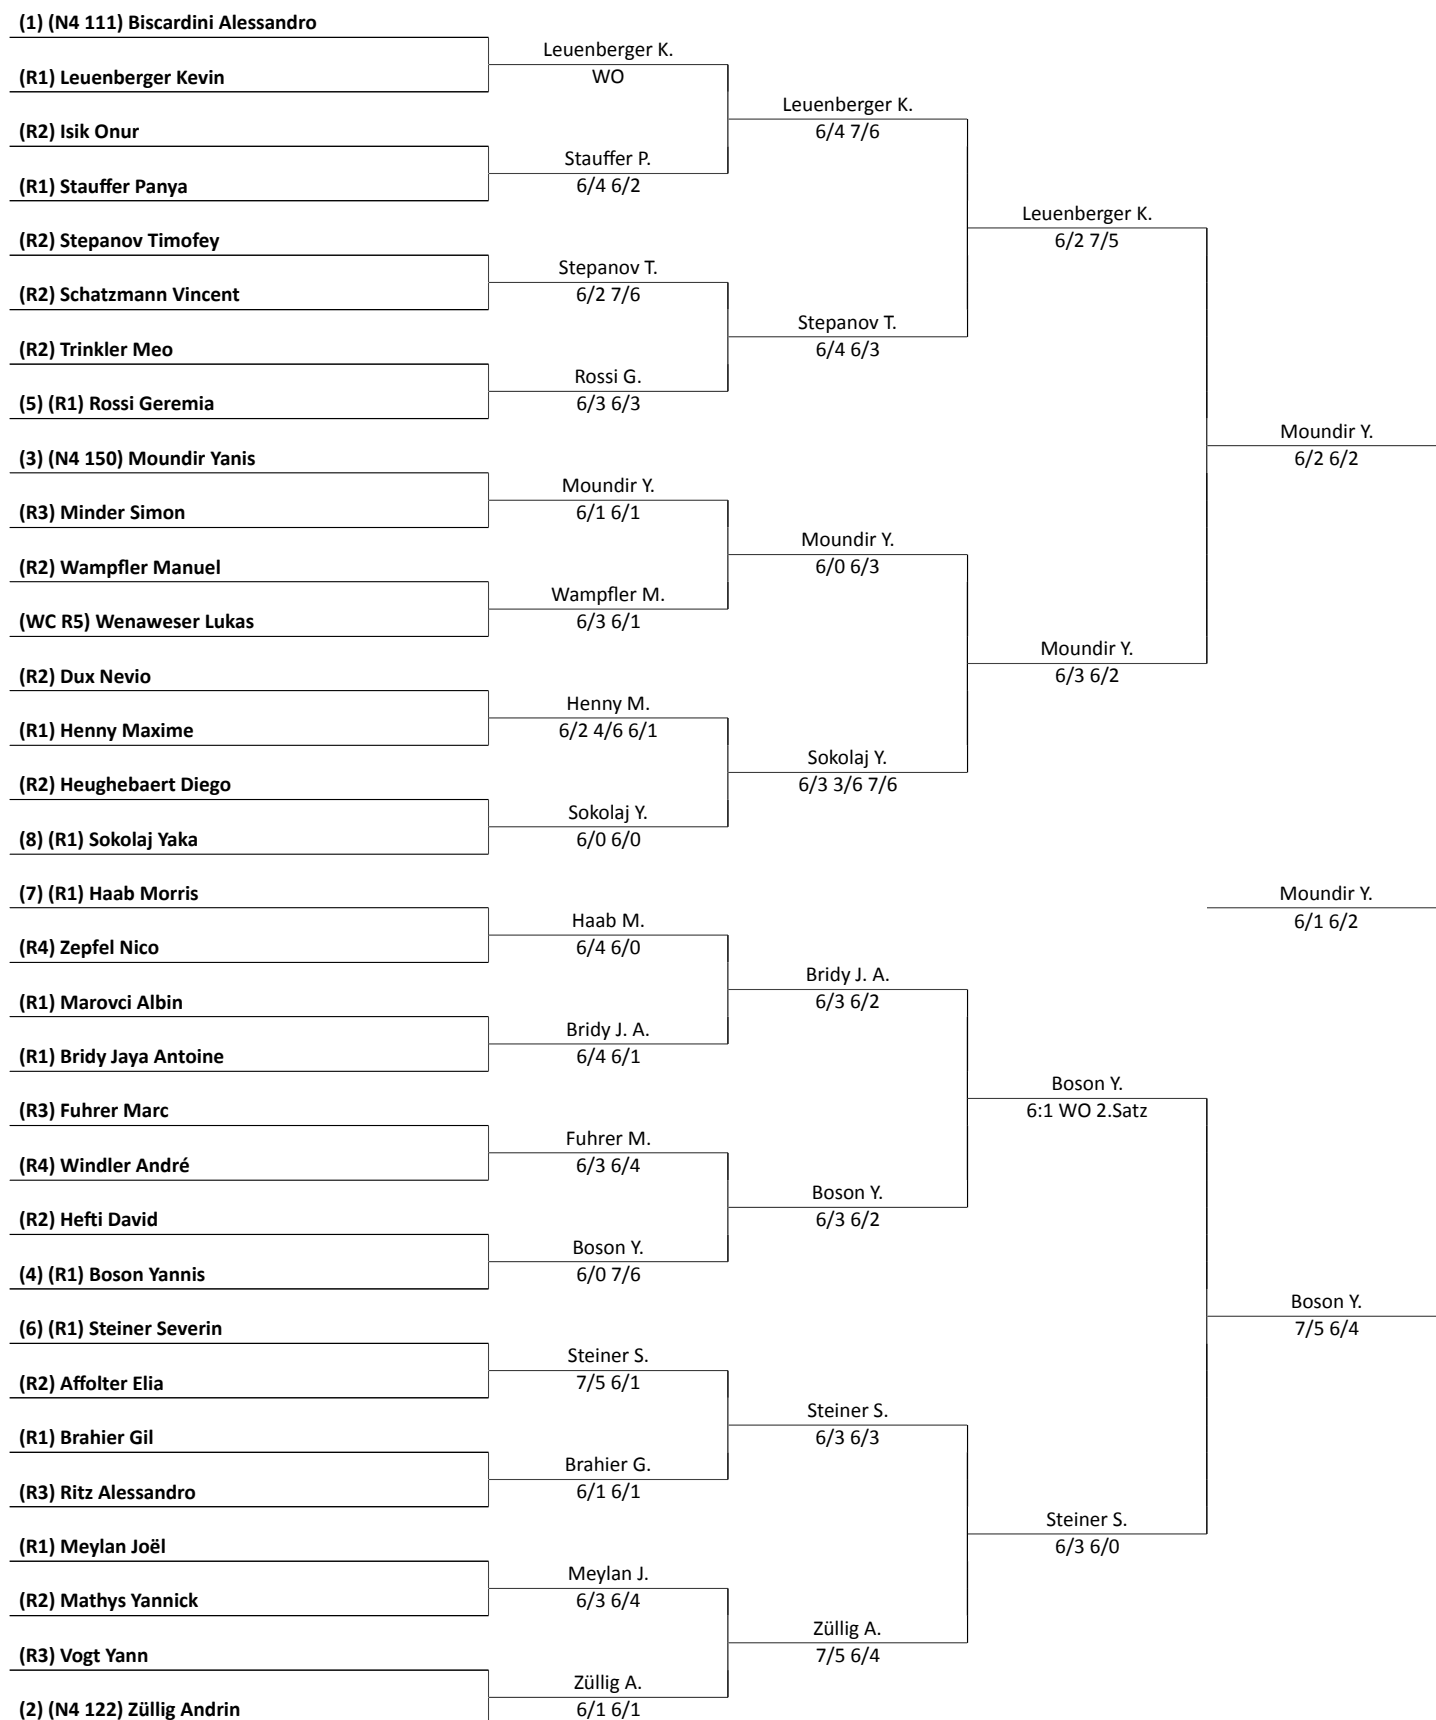 (1) (N4 111) Biscardini Alessandro
(R1) Leuenberger Kevin
(R2) Isik Onur
(R1) Stauffer Panya
(R2) Stepanov Timofey
(R2) Schatzmann Vincent
(R2) Trinkler Meo
(5) (R1) Rossi Geremia
(3) (N4 150) Moundir Yanis
(R3) Minder Simon
(R2) Wampfler Manuel
(WC R5) Wenaweser Lukas
(R2) Dux Nevio
(R1) Henny Maxime
(R2) Heughebaert Diego
(8) (R1) Sokolaj Yaka
(7) (R1) Haab Morris
(R4) Zepfel Nico
(R1) Marovci Albin
(R1) Bridy Jaya Antoine
(R3) Fuhrer Marc
(R4) Windler André
(R2) Hefti David
(4) (R1) Boson Yannis
(6) (R1) Steiner Severin
(R2) Affolter Elia
(R1) Brahier Gil
(R3) Ritz Alessandro
(R1) Meylan Joël
(R2) Mathys Yannick
(R3) Vogt Yann
(2) (N4 122) Züllig Andrin
Leuenberger K.
WO
Stauffer P.
6/4 6/2
Stepanov T.
6/2 7/6
Rossi G.
6/3 6/3
Moundir Y.
6/1 6/1
Wampfler M.
6/3 6/1
Henny M.
6/2 4/6 6/1
Sokolaj Y.
6/0 6/0
Haab M.
6/4 6/0
Bridy J. A.
6/4 6/1
Fuhrer M.
6/3 6/4
Boson Y.
6/0 7/6
Steiner S.
7/5 6/1
Brahier G.
6/1 6/1
Meylan J.
6/3 6/4
Züllig A.
6/1 6/1
Leuenberger K.
6/4 7/6
Stepanov T.
6/4 6/3
Moundir Y.
6/0 6/3
Sokolaj Y.
6/3 3/6 7/6
Bridy J. A.
6/3 6/2
Boson Y.
6/3 6/2
Steiner S.
6/3 6/3
Züllig A.
7/5 6/4
Leuenberger K.
6/2 7/5
Moundir Y.
6/3 6/2
Boson Y.
6:1 WO 2.Satz
Steiner S.
6/3 6/0
Moundir Y.
6/2 6/2
Moundir Y.
6/1 6/2
Boson Y.
7/5 6/4